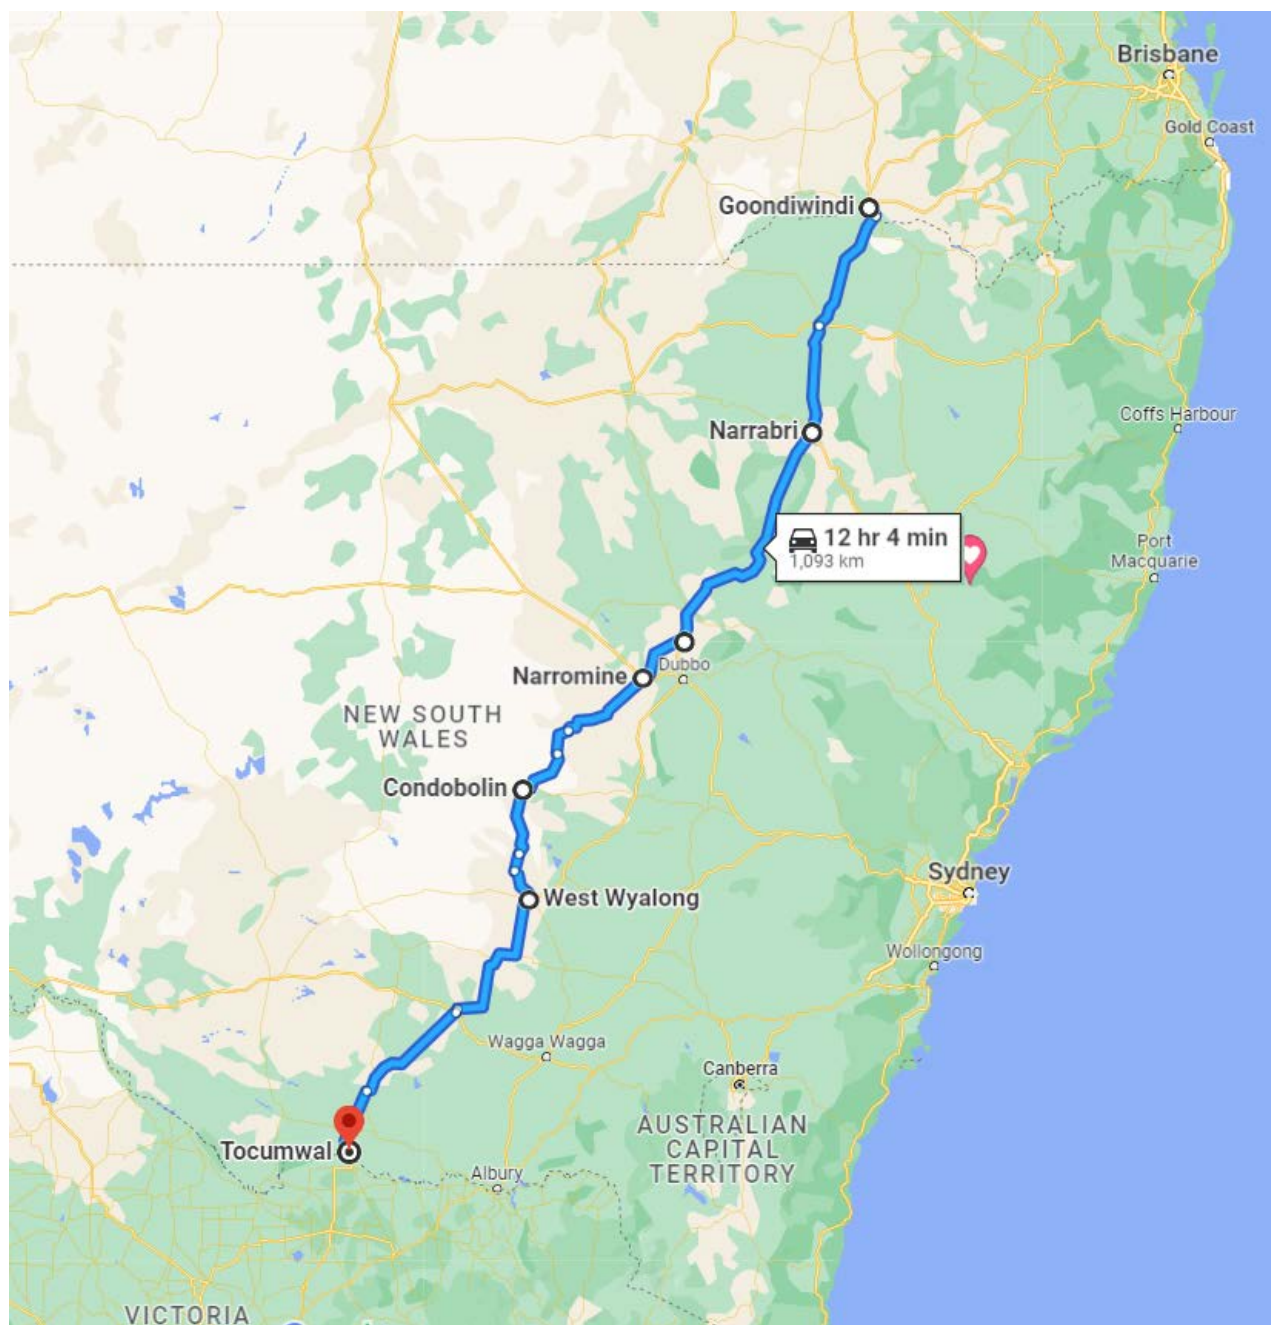 Brisbane
Gold Coast
Goondiwindi
Coffs Harbour
Narrabri
12 hr 4 min
1,093 km
Port
Macquarie
Dubbo
Narromine
NEW SOUTH
WALES
Condobolin
Sydney
West Wyalong
Wollongong
Wagga Wagga
Canberra
AUSTRALIAN
CAPITAL
TERRITORY
Tocumwal
Albury
VICTORIA